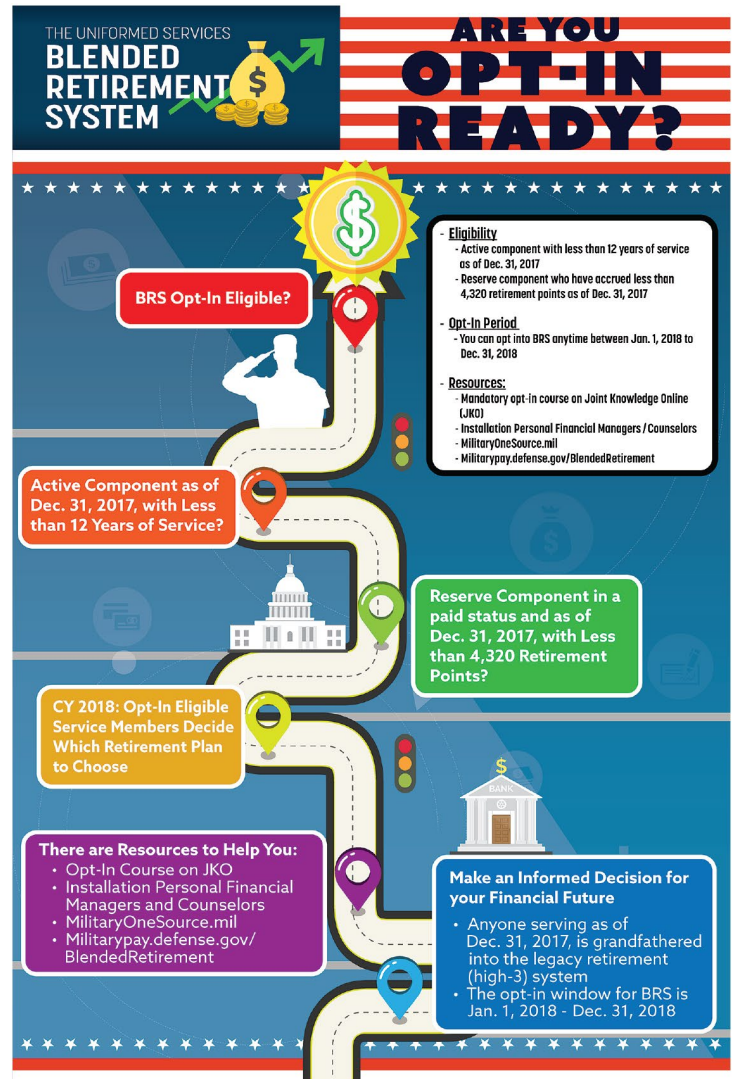 THE UNIFORMED SERVICES
BLENDED
RETIREMENT
SYSTEM
$
ARE YOU
OPT-IN
READY?
$
- Eligibility
- Active component with less than 12 years of service
as of Dec. 31, 2017
- Reserve component who have accrued less than
4,320 retirement points as of Dec. 31, 2017
- Opt-In Period
- You can opt into BRS anytime between Jan. 1, 2018 to
Dec. 31, 2018
- Resources:
- Mandatory opt-in course on Joint Knowledge Online
(JKO)
- Installation Personal Financial Managers / Counselors
- MilitaryOneSource.mil
- Militarypay.defense.gov/BlendedRetirement
BRS Opt-In Eligible?
Active Component as of
Dec. 31, 2017, with Less
than 12 Years of Service?
$
Reserve Component in a
paid status and as of
Dec. 31, 2017, with Less
than 4,320 Retirement
Points?
CY 2018: Opt-In Eligible
Service Members Decide
Which Retirement Plan
to Choose
$
BANK
There are Resources to Help You:
• Opt-In Course on JKO
• Installation Personal Financial
Managers and Counselors
• MilitaryOneSource.mil
• Militarypay.defense.gov/
BlendedRetirement
Make an Informed Decision for
your Financial Future
• Anyone serving as of
Dec. 31, 2017, is grandfathered
into the legacy retirement
(high-3) system
• The opt-in window for BRS is
Jan. 1, 2018 - Dec. 31, 2018